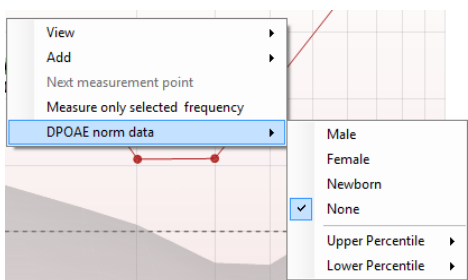 View
Add
Next measurement point
Measure only selected frequency
DPOAE norm data
Male
Female
Newborn
None
Upper Percentile
Lower Percentile